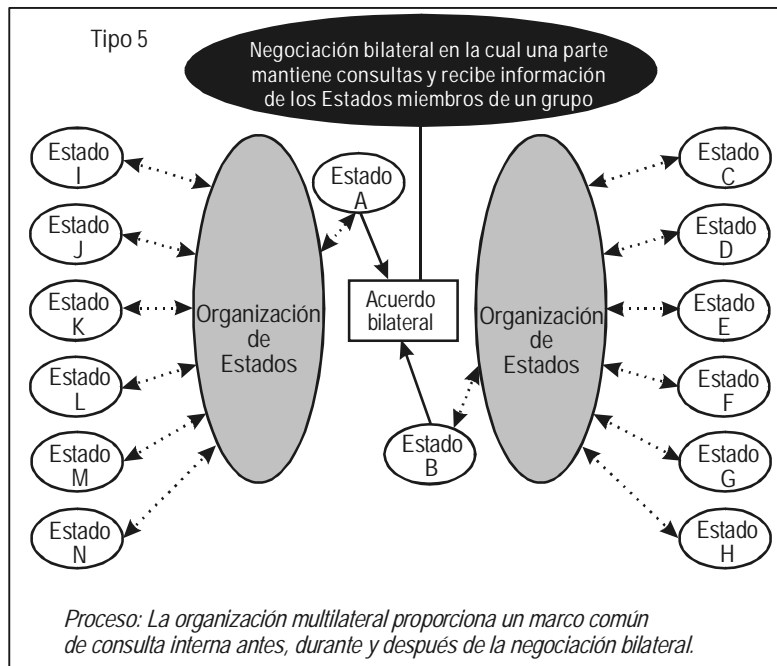 Tipo 5
Negociación bilateral en la cual una parte
mantiene consultas y recibe información
de los Estados miembros de un grupo
Estado
I
Estado
J
Estado
K
Estado
L
Estado
M
Estado
N
Organización
de
Estados
Estado
A
Acuerdo
bilateral
Estado
B
Organización
de
Estados
Estado
C
Estado
D
Estado
E
Estado
F
Estado
G
Estado
H
Proceso: La organización multilateral proporciona un marco común
de consulta interna antes, durante y después de la negociación bilateral.